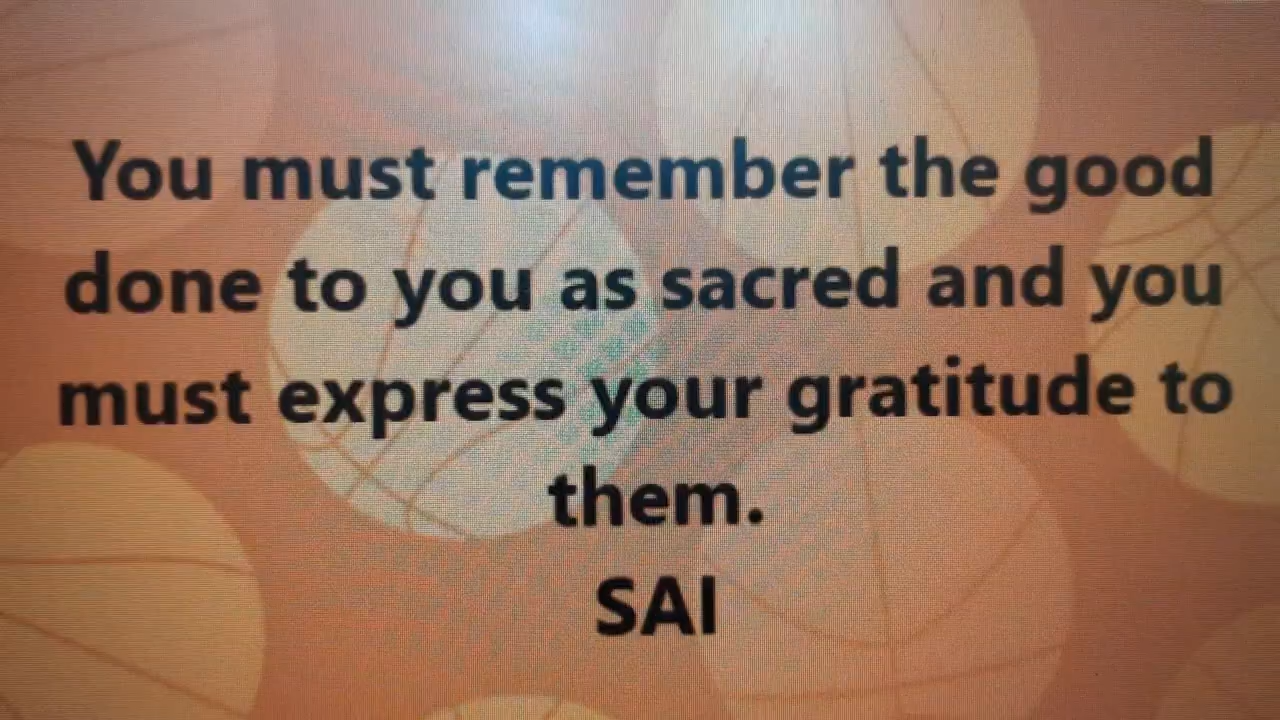 You must remember the good
done to you as sacred and you
must express your gratitude to
them.
SAI